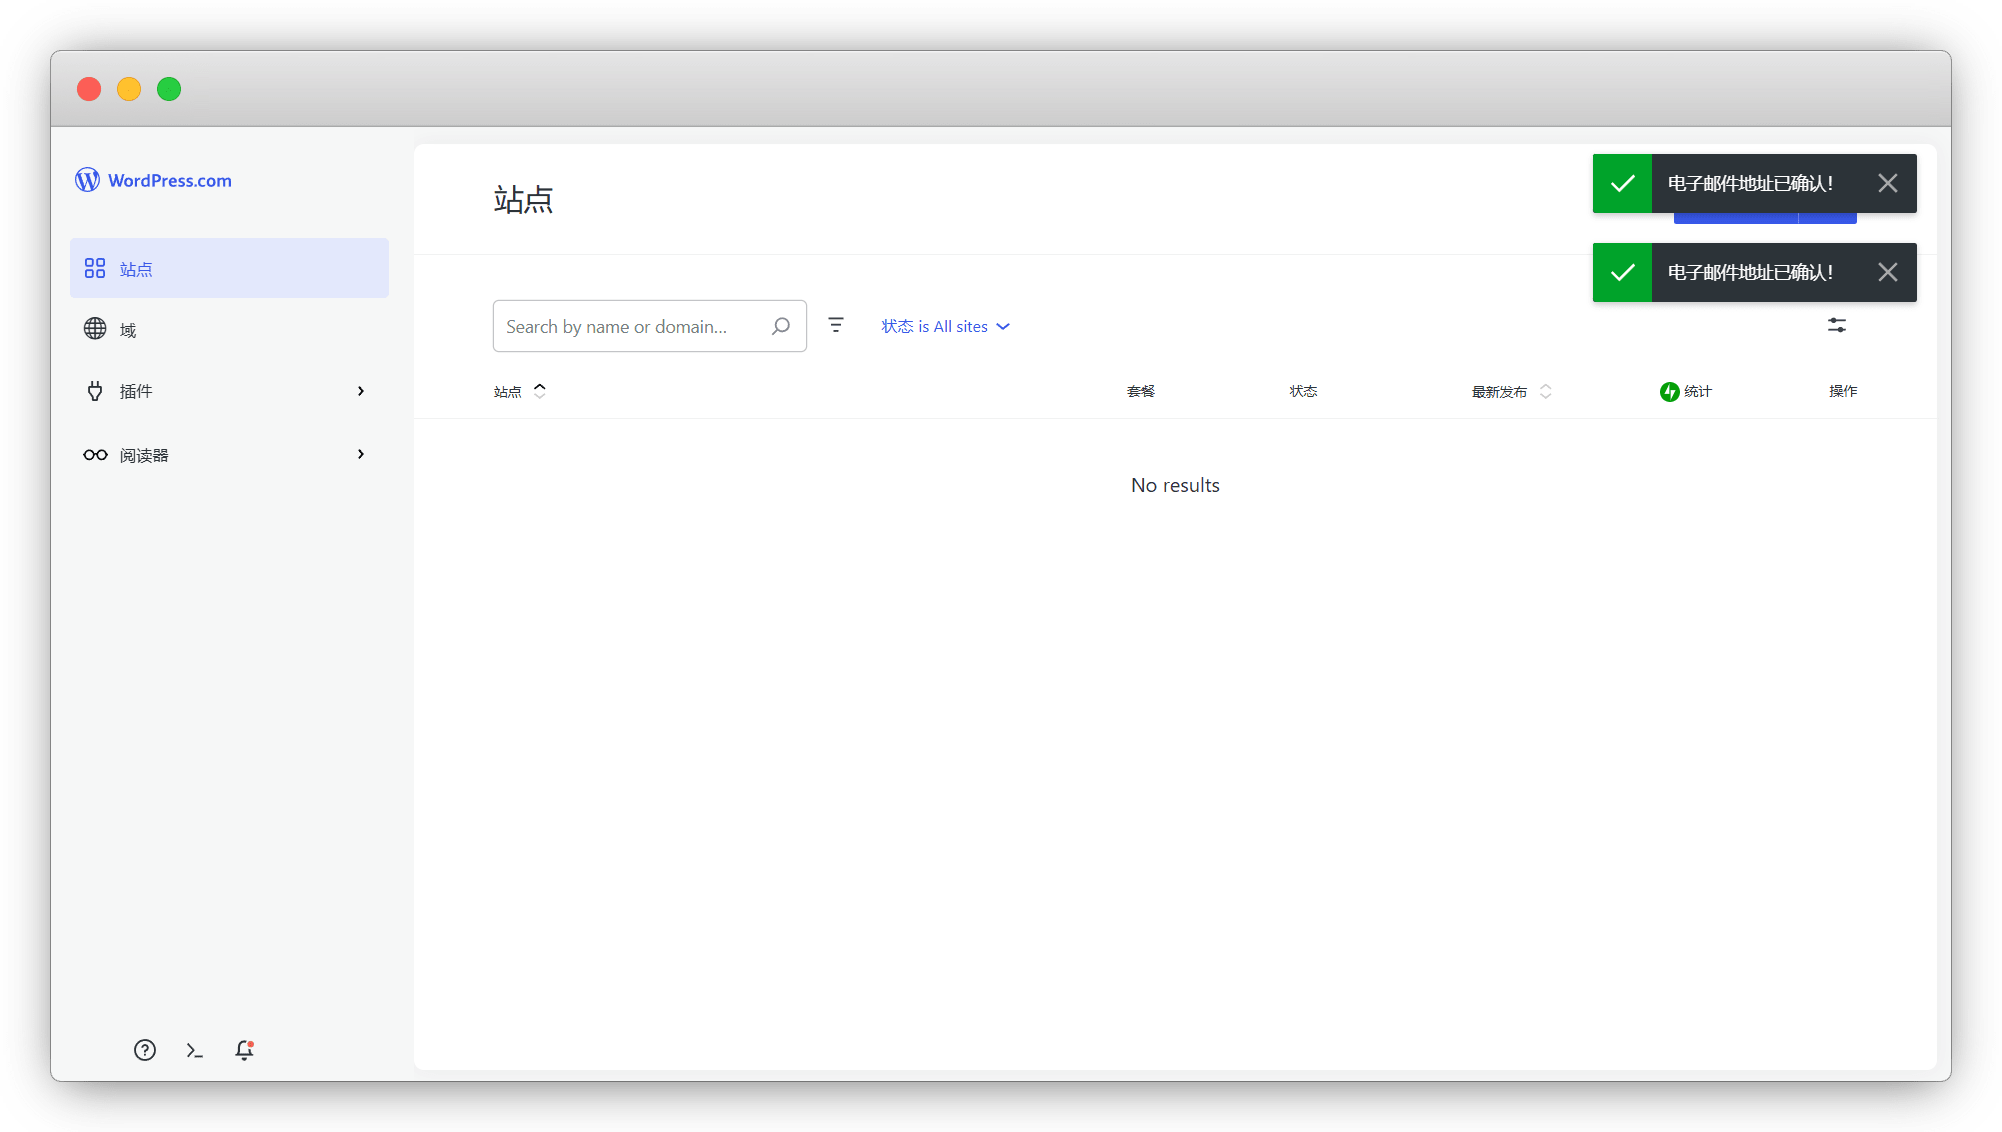 WordPress.com
站点
域
插件
阅读器
站点
电子邮件地址已确认！
电子邮件地址已确认！
Search by name or domain...
状态 is All sites
站点
套餐
状态
最新发布
统计
操作
No results